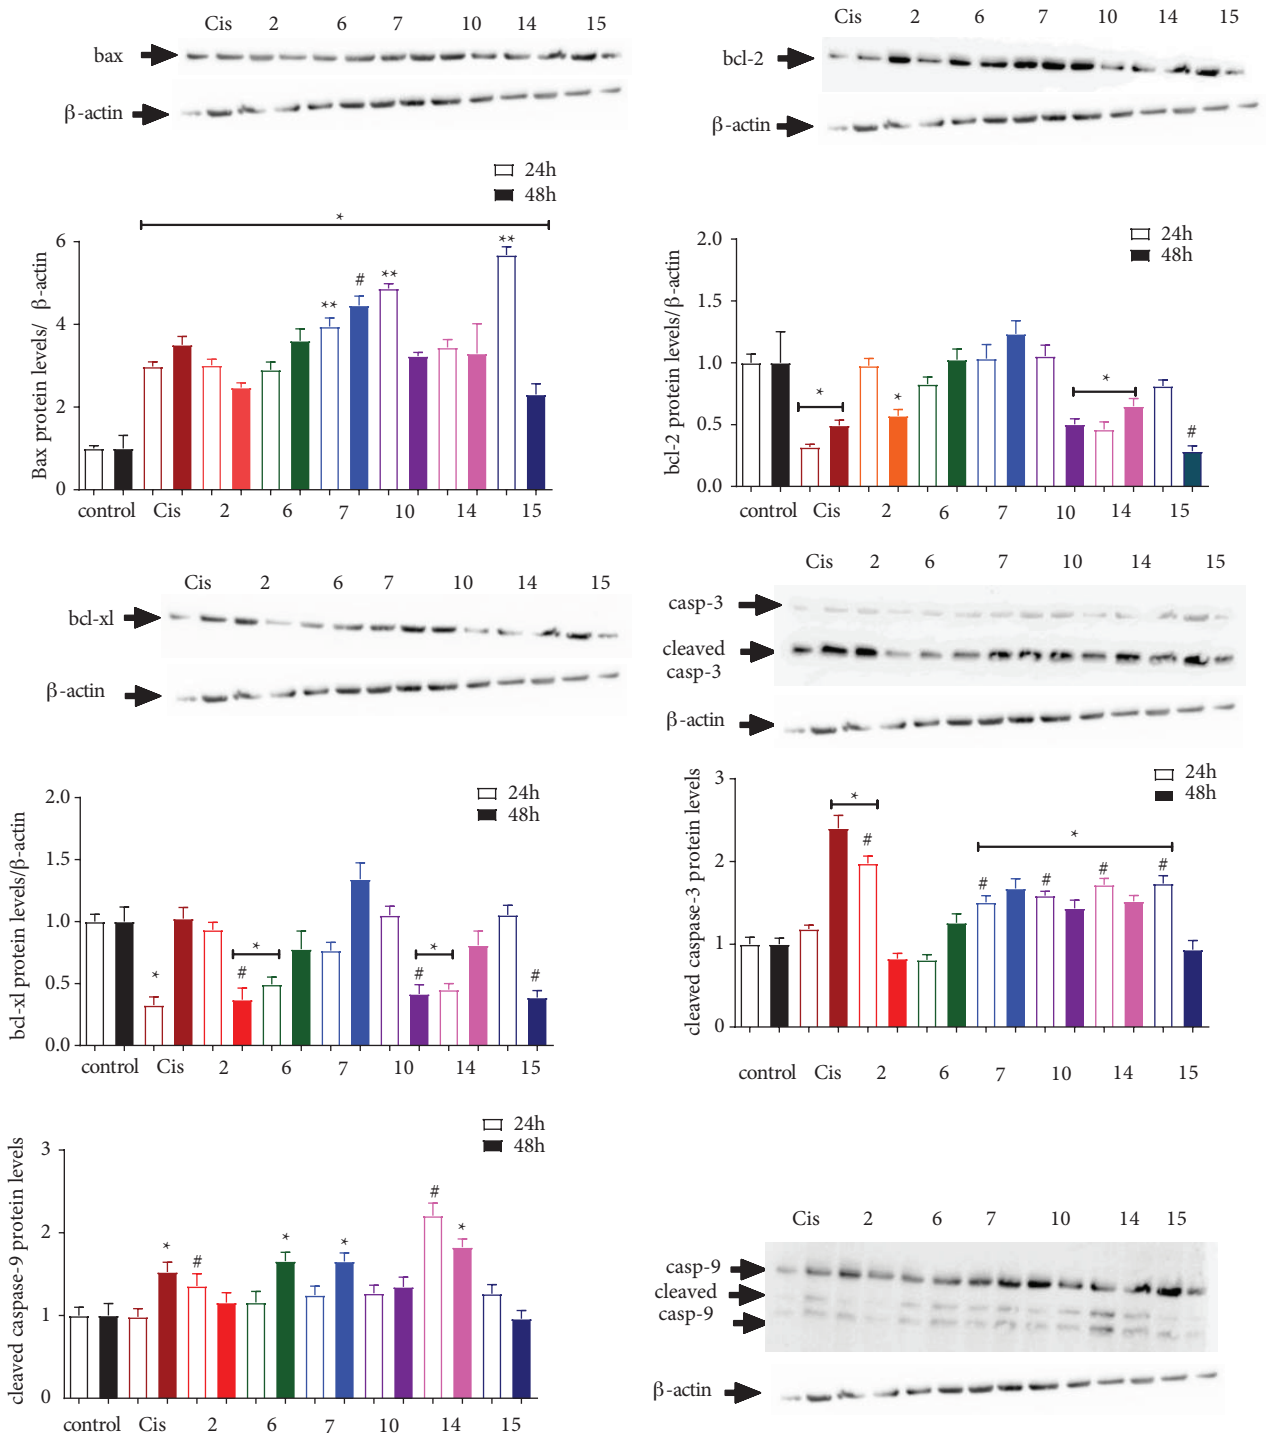 Cis 2 6 7 10 14 15
bax
β-actin
24h
48h
*
** # ** **
Bax protein levels/ β-actin
6
4
2
0
control Cis 2 6 7 10 14 15
Cis 2 6 7 10 14 15
bcl-2
β-actin
24h
48h
bcl-2 protein levels/β-actin
2.0
1.5
1.0
0.5
0.0
* * * #
control Cis 2 6 7 10 14 15
Cis 2 6 7 10 14 15
bcl-xl
β-actin
24h
48h
bcl-xl protein levels/β-actin
2.0
1.5
1.0
0.5
0.0
* # * # * #
control Cis 2 6 7 10 14 15
Cis 2 6 7 10 14 15
casp-3
cleaved
casp-3
β-actin
24h
48h
cleaved caspase-3 protein levels
3
2
1
0
* # * # # # #
control Cis 2 6 7 10 14 15
24h
48h
cleaved caspase-9 protein levels
3
2
1
0
* # * * # *
control Cis 2 6 7 10 14 15
Cis 2 6 7 10 14 15
casp-9
cleaved
casp-9
β-actin